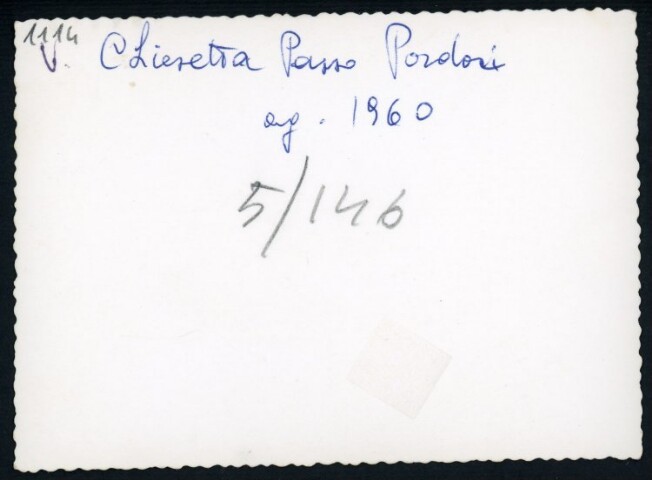 1114
Chiesetta Passo Pordoi
ag. 1960
5/146